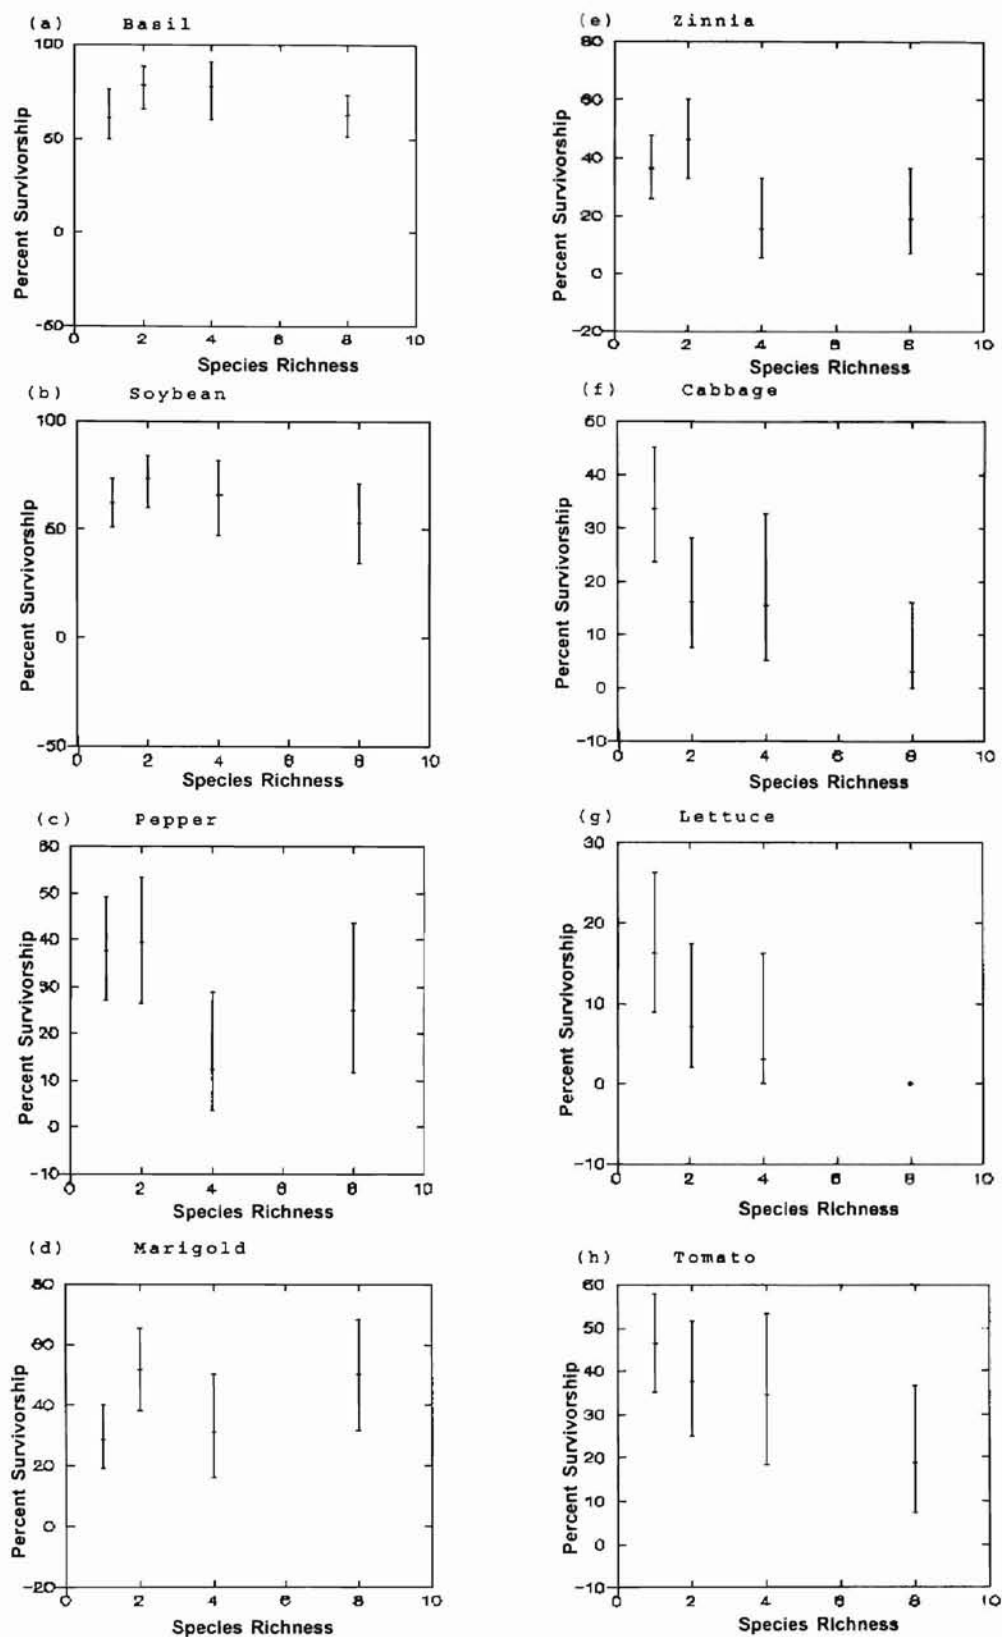 (a) Basil
100
50
0
-50
0 2 4 6 8 10
Percent Survivorship
Species Richness
(b) Soybean
100
50
0
-50
0 2 4 6 8 10
Percent Survivorship
Species Richness
(c) Pepper
60
50
40
30
20
10
0
-10
0 2 4 6 8 10
Percent Survivorship
Species Richness
(d) Marigold
80
60
40
20
0
-20
0 2 4 6 8 10
Percent Survivorship
Species Richness
(e) Zinnia
80
60
40
20
0
-20
0 2 4 6 8 10
Percent Survivorship
Species Richness
(f) Cabbage
50
40
30
20
10
0
-10
0 2 4 6 8 10
Percent Survivorship
Species Richness
(g) Lettuce
30
20
10
0
-10
0 2 4 6 8 10
Percent Survivorship
Species Richness
(h) Tomato
60
50
40
30
20
10
0
-10
0 2 4 6 8 10
Percent Survivorship
Species Richness